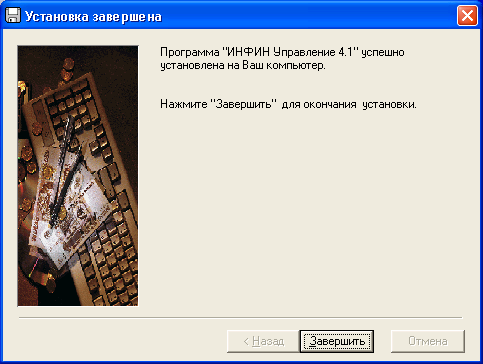 Установка завершена
Программа "ИНФИН Управление 4.1" успешно
установлена на Ваш компьютер.
Нажмите "Завершить" для окончания установки.
< Назад
Завершить
Отмена